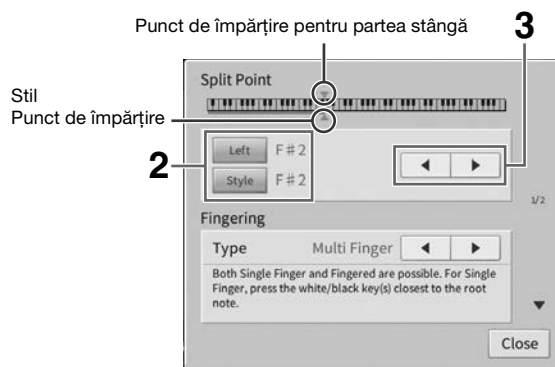 Punct de împărțire pentru partea stângă
3
Split Point
Stil
Punct de împărțire
2
Left F#2
Style F#2
1/2
Fingering
Type Multi Finger
Both Single Finger and Fingered are possible. For Single
Finger, press the white/black key(s) closest to the root
note.
Close